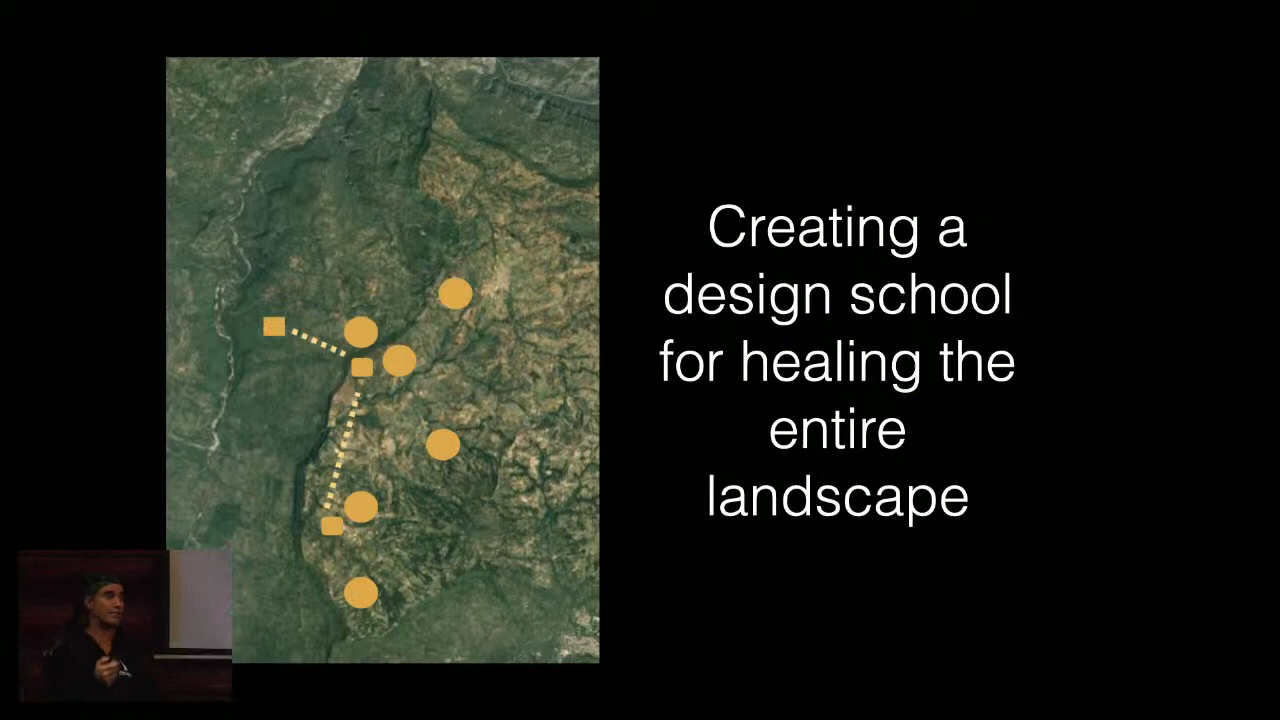 Creating a
design school
for healing the
entire
landscape